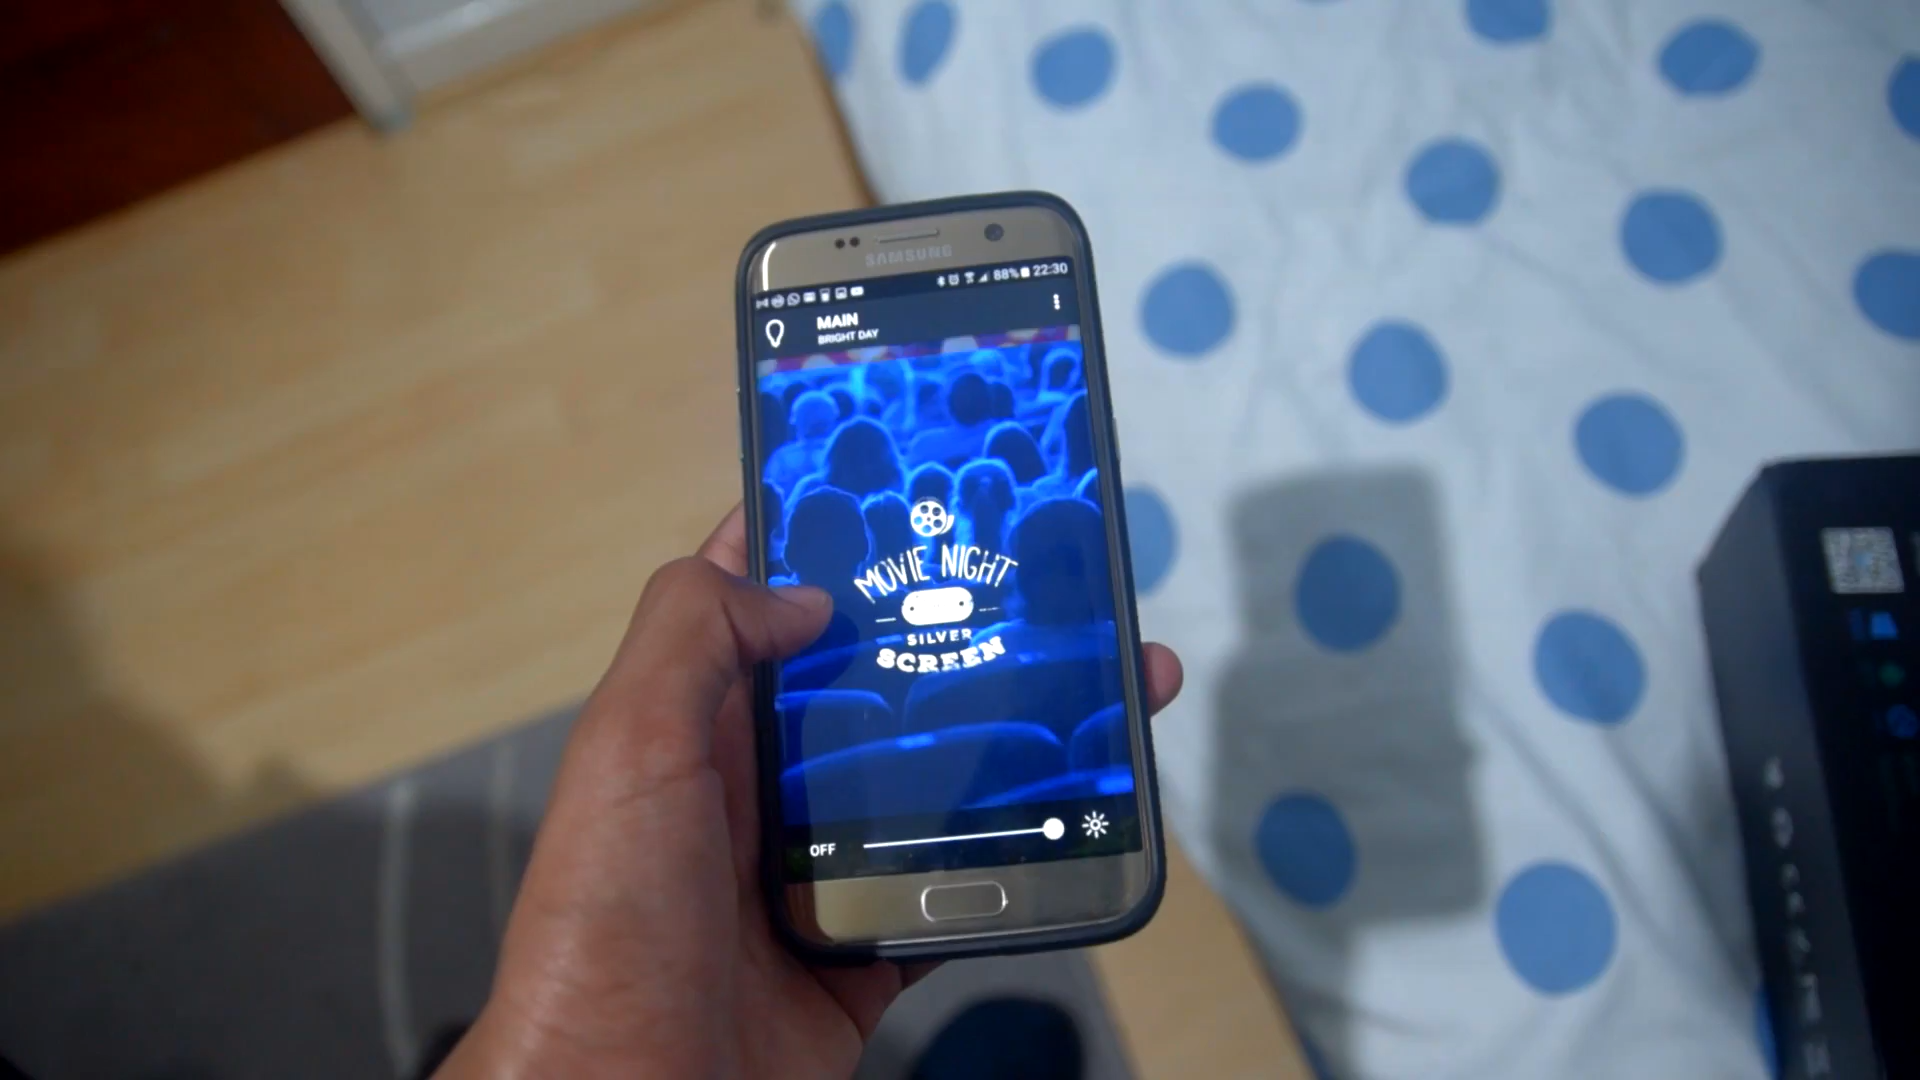 SAMSUNG
88% 22:30
MAIN
BRIGHT DAY
MOVIE NIGHT
SILVER
SCREEN
OFF